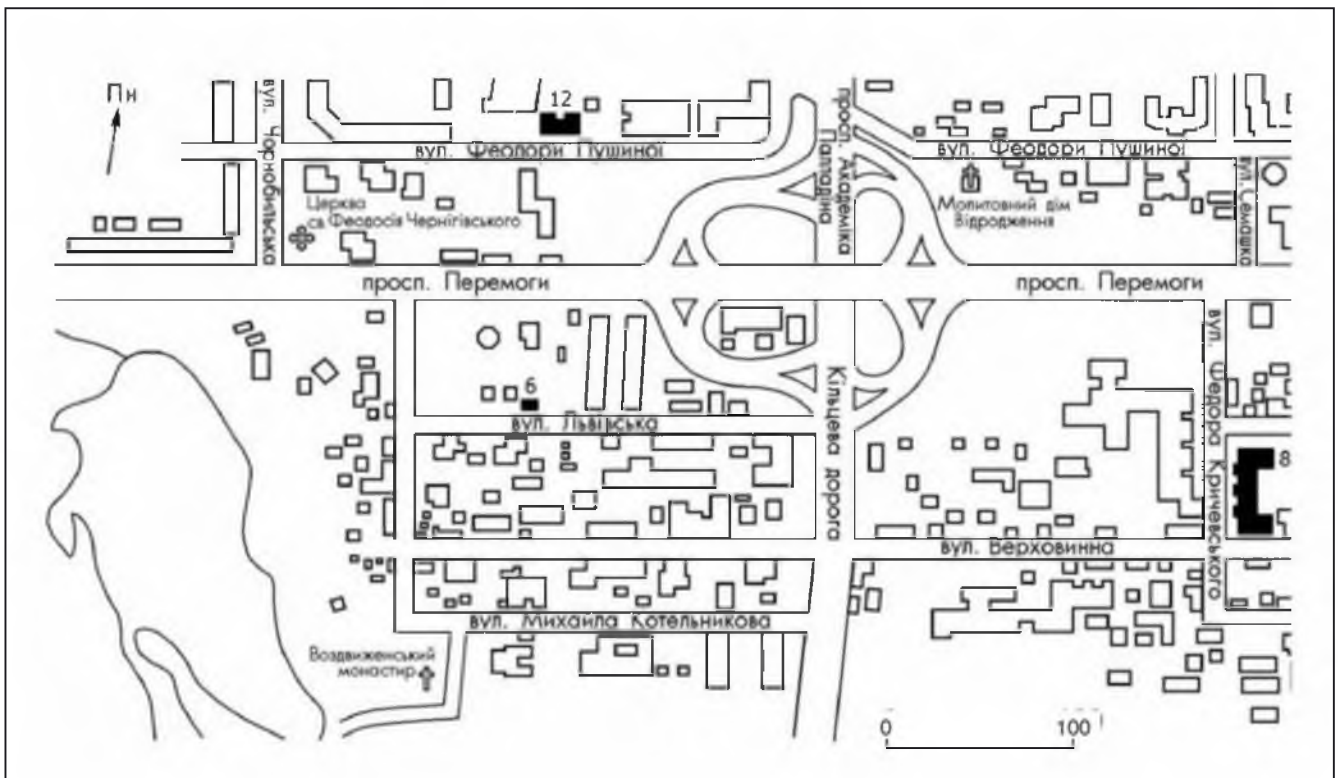 Пн
вул. Чорнобильська
12
вул. Феодори Пушиної
просп. Академіка
Палладіна
вул. Феодори Пушиної
Церква
св. Феодосія Чернігівського
Молитовний дім
Відродження
вул. Семашка
просп. Перемоги
просп. Перемоги
6
вул. Львівська
Кільцева дорога
вул. Федора Кричевського
8
вул. Верховинна
вул. Михайла Котельникова
Воздвиженський
монастир
0
100